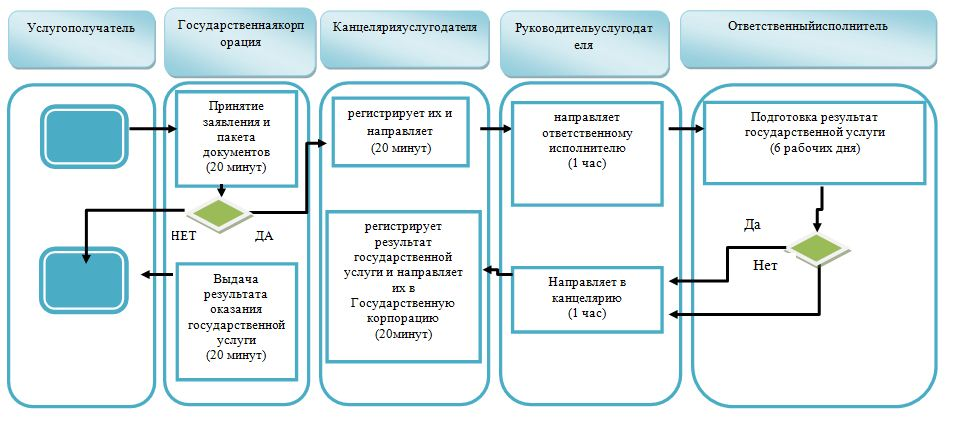 Услугополучатель
Государственнаякорп
орация
Канцелярияуслугодателя
Руководительуслугодат
еля
Ответственныйисполнитель
Принятие
заявления и
пакета
документов
(20 минут)
регистрирует их и
направляет
(20 минут)
направляет
ответственному
исполнителю
(1 час)
Подготовка результат
государственной услуги
(6 рабочих дня)
НЕТ
ДА
Да
Нет
Выдача
результата
оказания
государственной
услуги
(20 минут)
регистрирует
результат
государственной
услуги и направляет
их в
Государственную
корпорацию
(20минут)
Направляет в
канцелярию
(1 час)